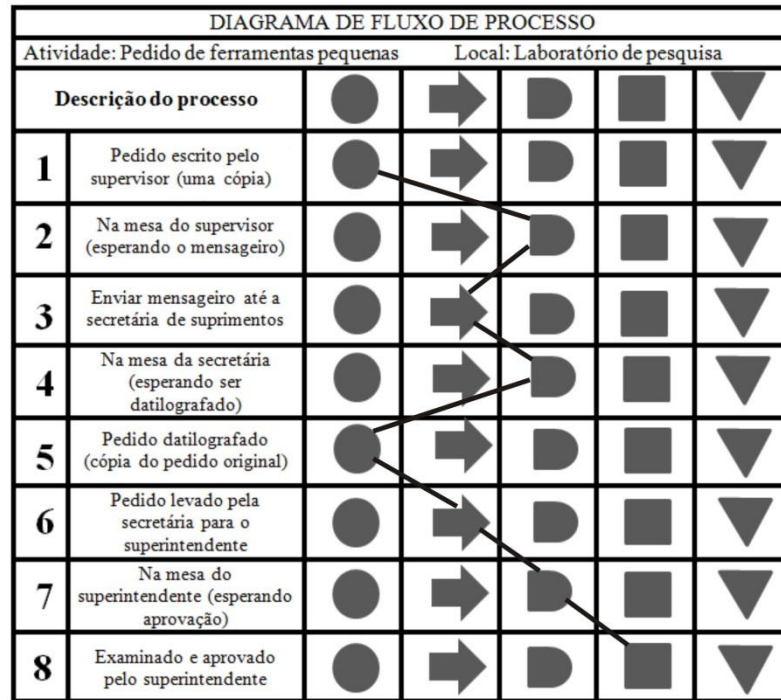 DIAGRAMA DE FLUXO DE PROCESSO
Atividade: Pedido de ferramentas pequenas Local: Laboratório de pesquisa
Descrição do processo
1 Pedido escrito pelo
supervisor (uma cópia)
2 Na mesa do supervisor
(esperando o mensageiro)
3 Enviar mensageiro até a
secretária de suprimentos
4 Na mesa da secretária
(esperando ser
datilografado)
5 Pedido datilografado
(cópia do pedido original)
6 Pedido levado pela
secretária para o
superintendente
7 Na mesa do
superintendente (esperando
aprovação)
8 Examinado e aprovado
pelo superintendente